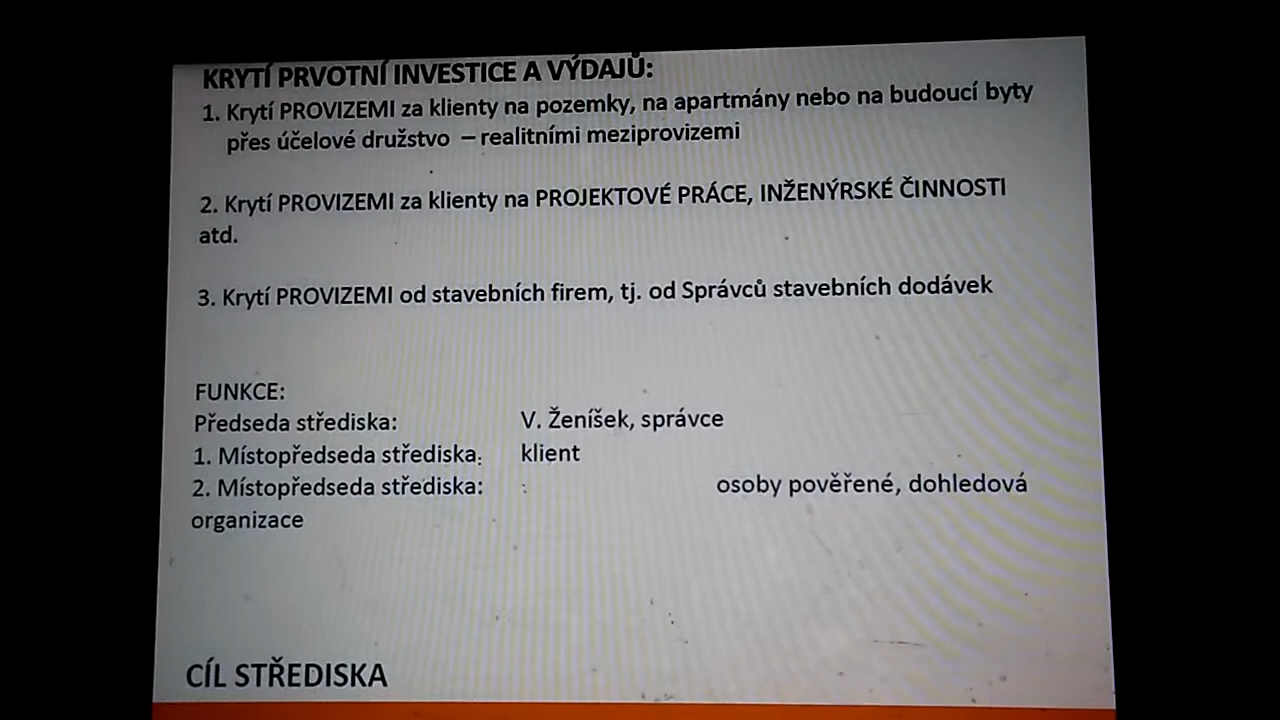 KRYTÍ PRVOTNÍ INVESTICE A VÝDAJŮ:
1. Krytí PROVIZEMI za klienty na pozemky, na apartmány nebo na budoucí byty
přes účelové družstvo – realitními meziprovizemi
2. Krytí PROVIZEMI za klienty na PROJEKTOVÉ PRÁCE, INŽENÝRSKÉ ČINNOSTI
atd.
3. Krytí PROVIZEMI od stavebních firem, tj. od Správců stavebních dodávek
FUNKCE:
Předseda střediska: V. Ženíšek, správce
1. Místopředseda střediska: klient
2. Místopředseda střediska: : osoby pověřené, dohledová
organizace
CÍL STŘEDISKA